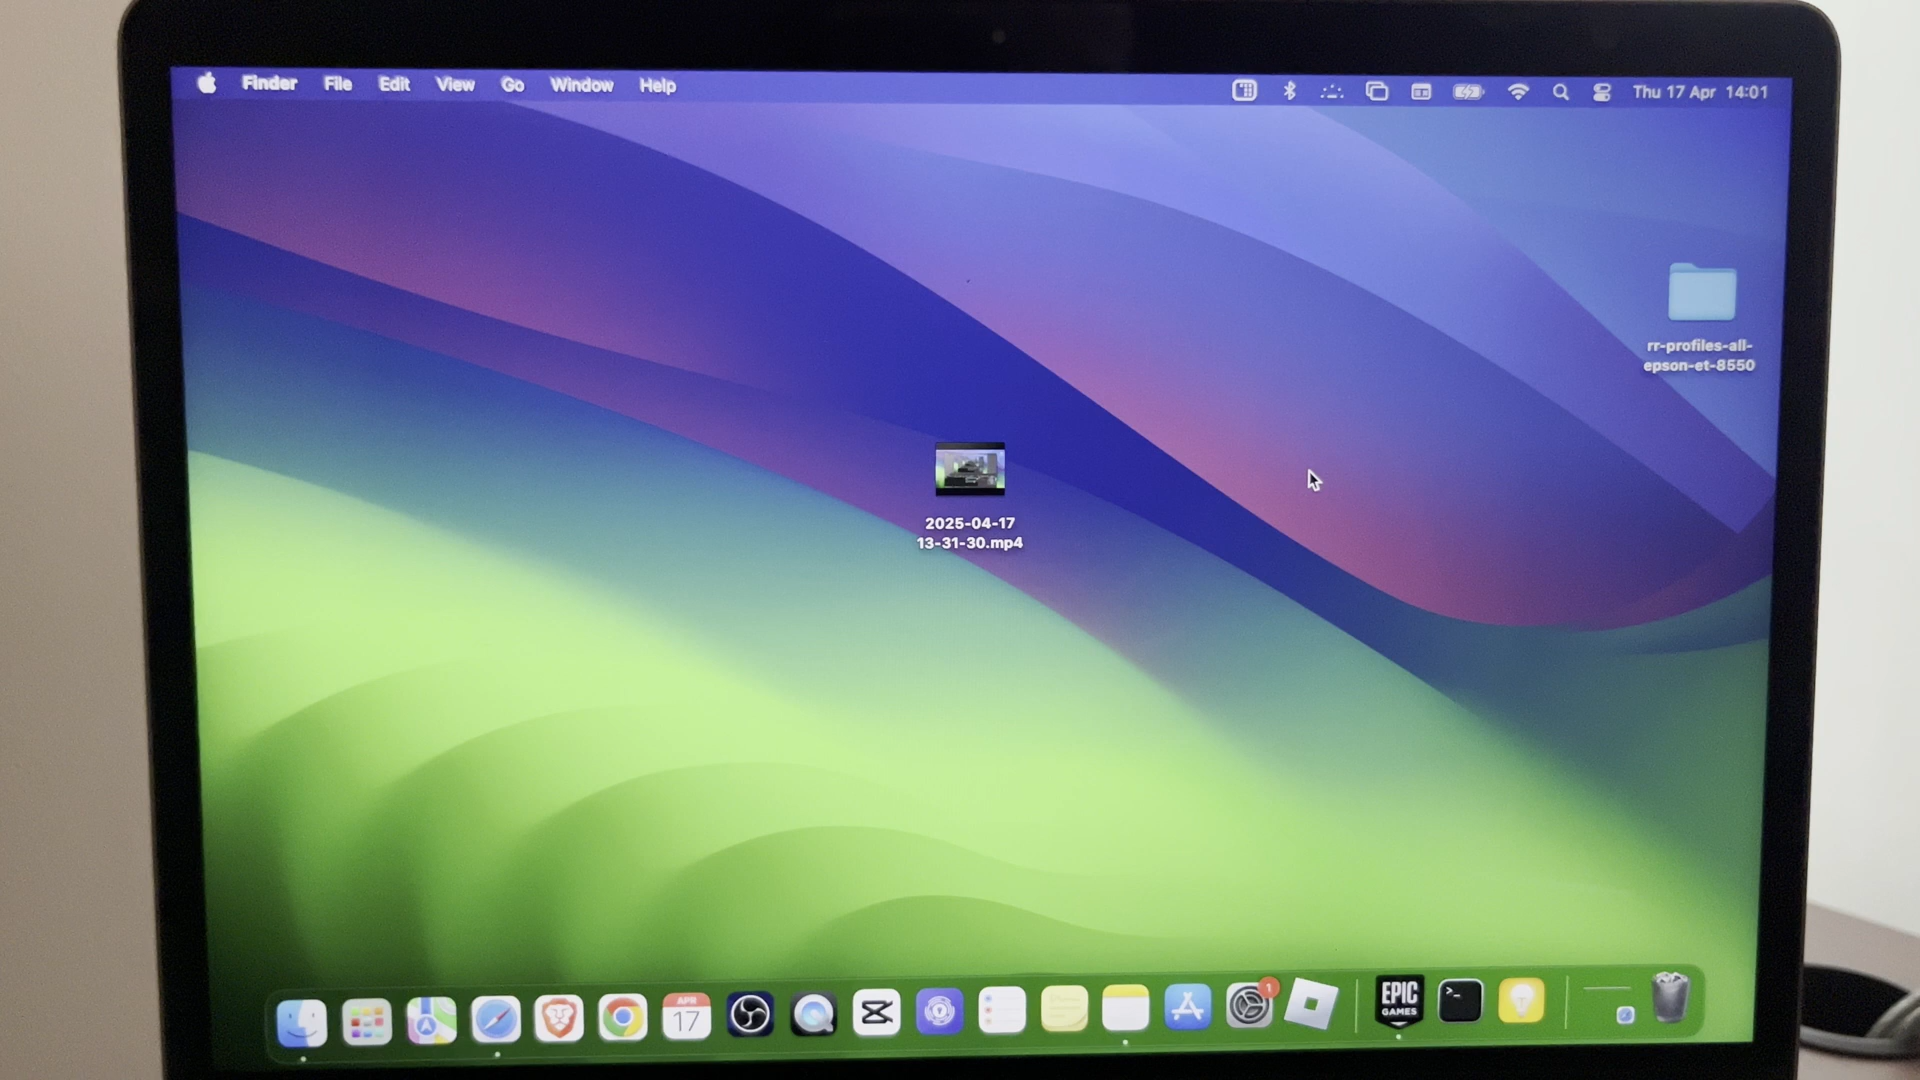 Finder File Edit View Go Window Help
Thu 17 Apr 14:01
rr-profiles-all-
epson-et-8550
2025-04-17
13-31-30.mp4
APR
17
1
EPIC
GAMES
>_